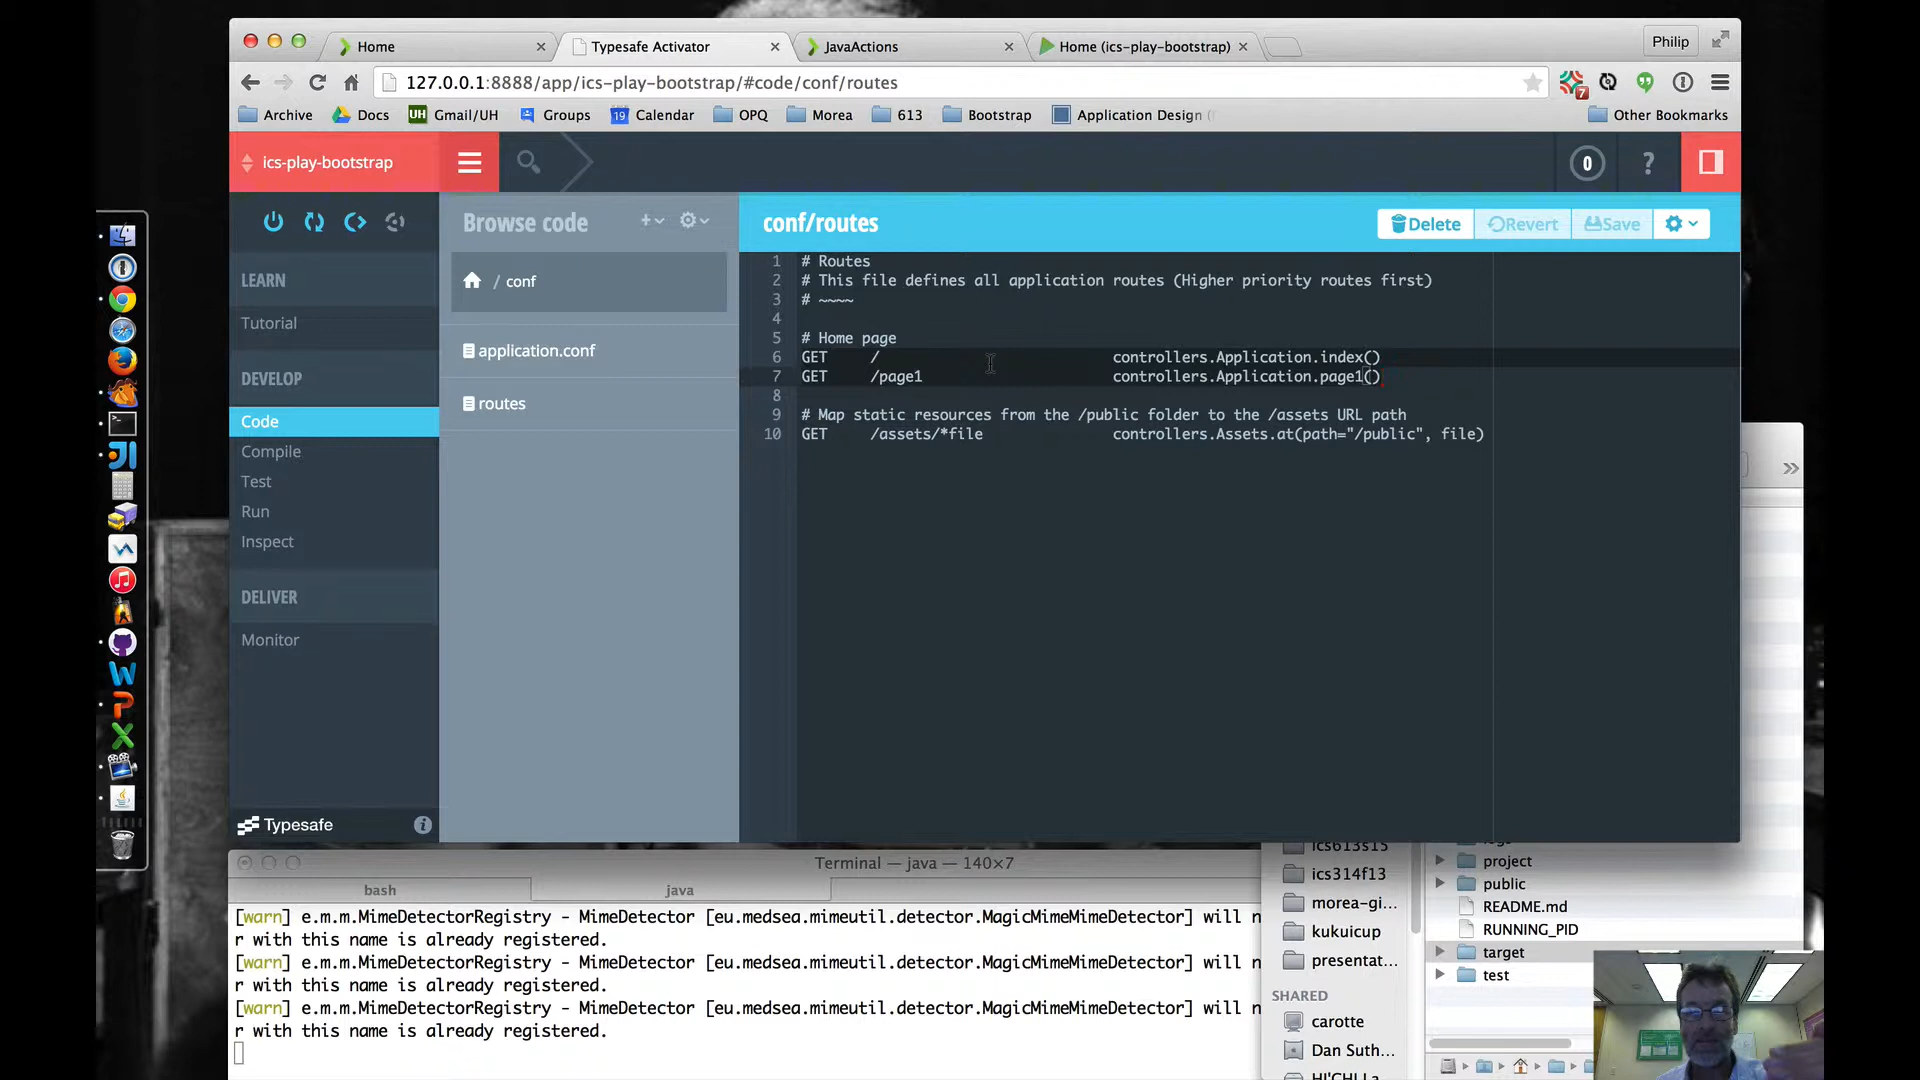 Home
Typesafe Activator
JavaActions
Home (ics-play-bootstrap)
Philip
127.0.0.1:8888/app/ics-play-bootstrap/#code/conf/routes
7
Archive
Docs
UH Gmail/UH
Groups
19 Calendar
OPQ
Morea
613
Bootstrap
Application Design (
Other Bookmarks
ics-play-bootstrap
0
?
Browse code
conf/routes
Delete
Revert
Save
LEARN
Tutorial
DEVELOP
Code
Compile
Test
Run
Inspect
DELIVER
Monitor
Typesafe
/ conf
application.conf
routes
1 # Routes
2 # This file defines all application routes (Higher priority routes first)
3 # ~~~~
4
5 # Home page
6 GET / controllers.Application.index()
7 GET /page1 controllers.Application.page1()
8
9 # Map static resources from the /public folder to the /assets URL path
10 GET /assets/*file controllers.Assets.at(path="/public", file)
Terminal — java — 140×7
bash
java
[warn] e.m.m.MimeDetectorRegistry - MimeDetector [eu.medsea.mimeutil.detector.MagicMimeMimeDetector] will n
r with this name is already registered.
[warn] e.m.m.MimeDetectorRegistry - MimeDetector [eu.medsea.mimeutil.detector.MagicMimeMimeDetector] will n
r with this name is already registered.
[warn] e.m.m.MimeDetectorRegistry - MimeDetector [eu.medsea.mimeutil.detector.MagicMimeMimeDetector] will n
r with this name is already registered.
ics613s15
ics314f13
morea-gi...
kukuicup
presentat...
SHARED
carotte
Dan Suth...
project
public
README.md
RUNNING_PID
target
test